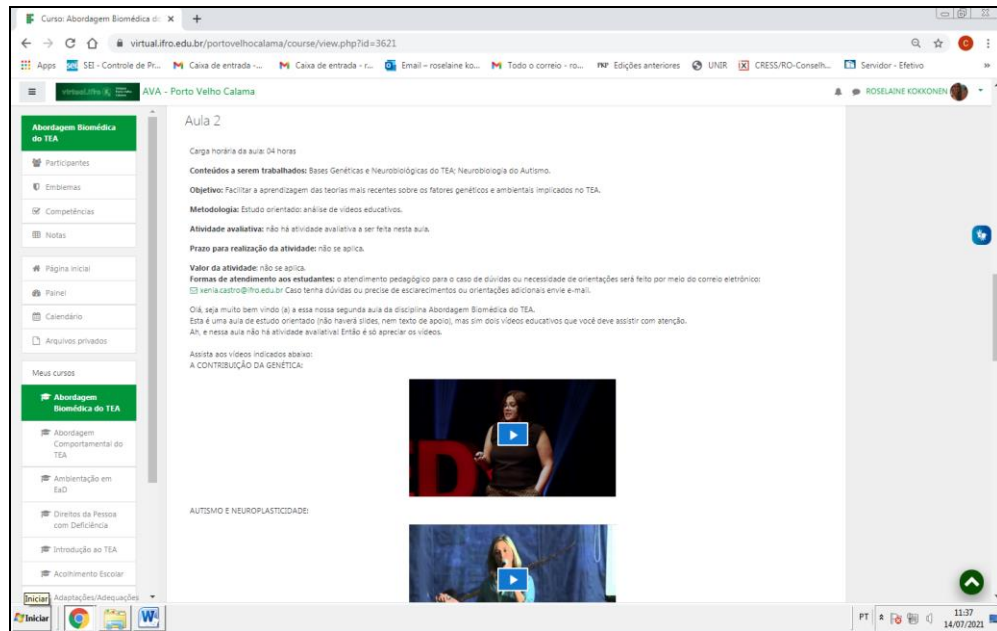 Curso: Abordagem Biomédica do
virtual.ifro.edu.br/portovelhocalama/course/view.php?id=3621
Apps
SEI - Controle de Pr...
Caixa de entrada -...
Caixa de entrada - r...
Email – roselaine ko...
Todo o correio - ro...
Edições anteriores
UNIR
CRESS/RO-Conselh...
Servidor - Efetivo
AVA - Porto Velho Calama
ROSELAINE KOKKONEN
Abordagem Biomédica
do TEA
Participantes
Emblemas
Competências
Notas
Página inicial
Painel
Calendário
Arquivos privados
Meus cursos
Abordagem
Biomédica do TEA
Abordagem
Comportamental do
TEA
Ambientação em
EaD
Direitos da Pessoa
com Deficiência
Introdução ao TEA
Acolhimento Escolar
Adaptações/Adequações
Aula 2
Carga horária da aula: 04 horas
Conteúdos a serem trabalhados: Bases Genéticas e Neurobiológicas do TEA; Neurobiologia do Autismo.
Objetivo: Facilitar a aprendizagem das teorias mais recentes sobre os fatores genéticos e ambientais implicados no TEA.
Metodologia: Estudo orientado: análise de vídeos educativos.
Atividade avaliativa: não há atividade avaliativa a ser feita nesta aula.
Prazo para realização da atividade: não se aplica.
Valor da atividade: não se aplica.
Formas de atendimento aos estudantes: o atendimento pedagógico para o caso de dúvidas ou necessidade de orientações será feito por meio do correio eletrônico:
xenia.castro@ifro.edu.br Caso tenha dúvidas ou precise de esclarecimentos ou orientações adicionais envie e-mail.
Olá, seja muito bem vindo (a) a essa nossa segunda aula da disciplina Abordagem Biomédica do TEA.
Esta é uma aula de estudo orientado (não haverá slides, nem texto de apoio), mas sim dois vídeos educativos que você deve assistir com atenção.
Ah, e nessa aula não há atividade avaliativa! Então é só apreciar os vídeos.
Assista aos vídeos indicados abaixo:
A CONTRIBUIÇÃO DA GENÉTICA:
AUTISMO E NEUROPLASTICIDADE:
Iniciar
Iniciar
PT
11:37
14/07/2021